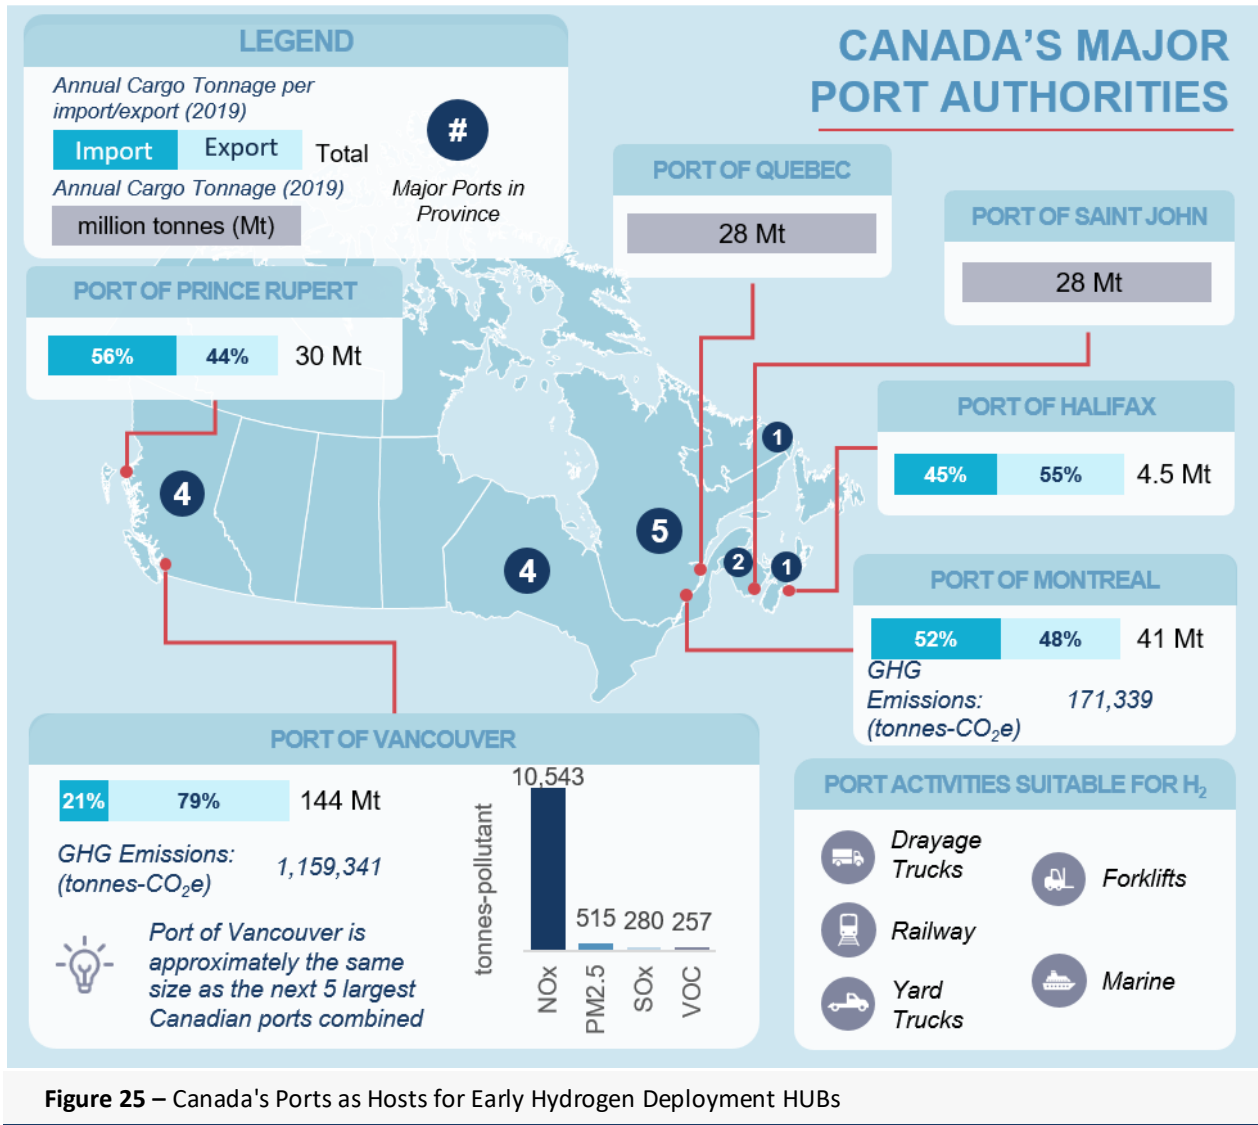 CANADA'S MAJOR
PORT AUTHORITIES
LEGEND
Annual Cargo Tonnage per
import/export (2019)
Import Export Total
Annual Cargo Tonnage (2019)
million tonnes (Mt)
#
Major Ports in
Province
PORT OF QUEBEC
28 Mt
PORT OF SAINT JOHN
28 Mt
PORT OF PRINCE RUPERT
56% 44% 30 Mt
PORT OF HALIFAX
45% 55% 4.5 Mt
1
4
5
4
2
1
PORT OF MONTREAL
52% 48% 41 Mt
GHG
Emissions:
(tonnes-CO₂e)
171,339
PORT OF VANCOUVER
21% 79% 144 Mt
GHG Emissions:
(tonnes-CO₂e)
1,159,341
Port of Vancouver is
approximately the same
size as the next 5 largest
Canadian ports combined
tonnes-pollutant
10,543
515 280 257
NOx
PM2.5
SOx
VOC
PORT ACTIVITIES SUITABLE FOR H₂
Drayage
Trucks
Forklifts
Railway
Marine
Yard
Trucks
Figure 25 – Canada's Ports as Hosts for Early Hydrogen Deployment HUBs